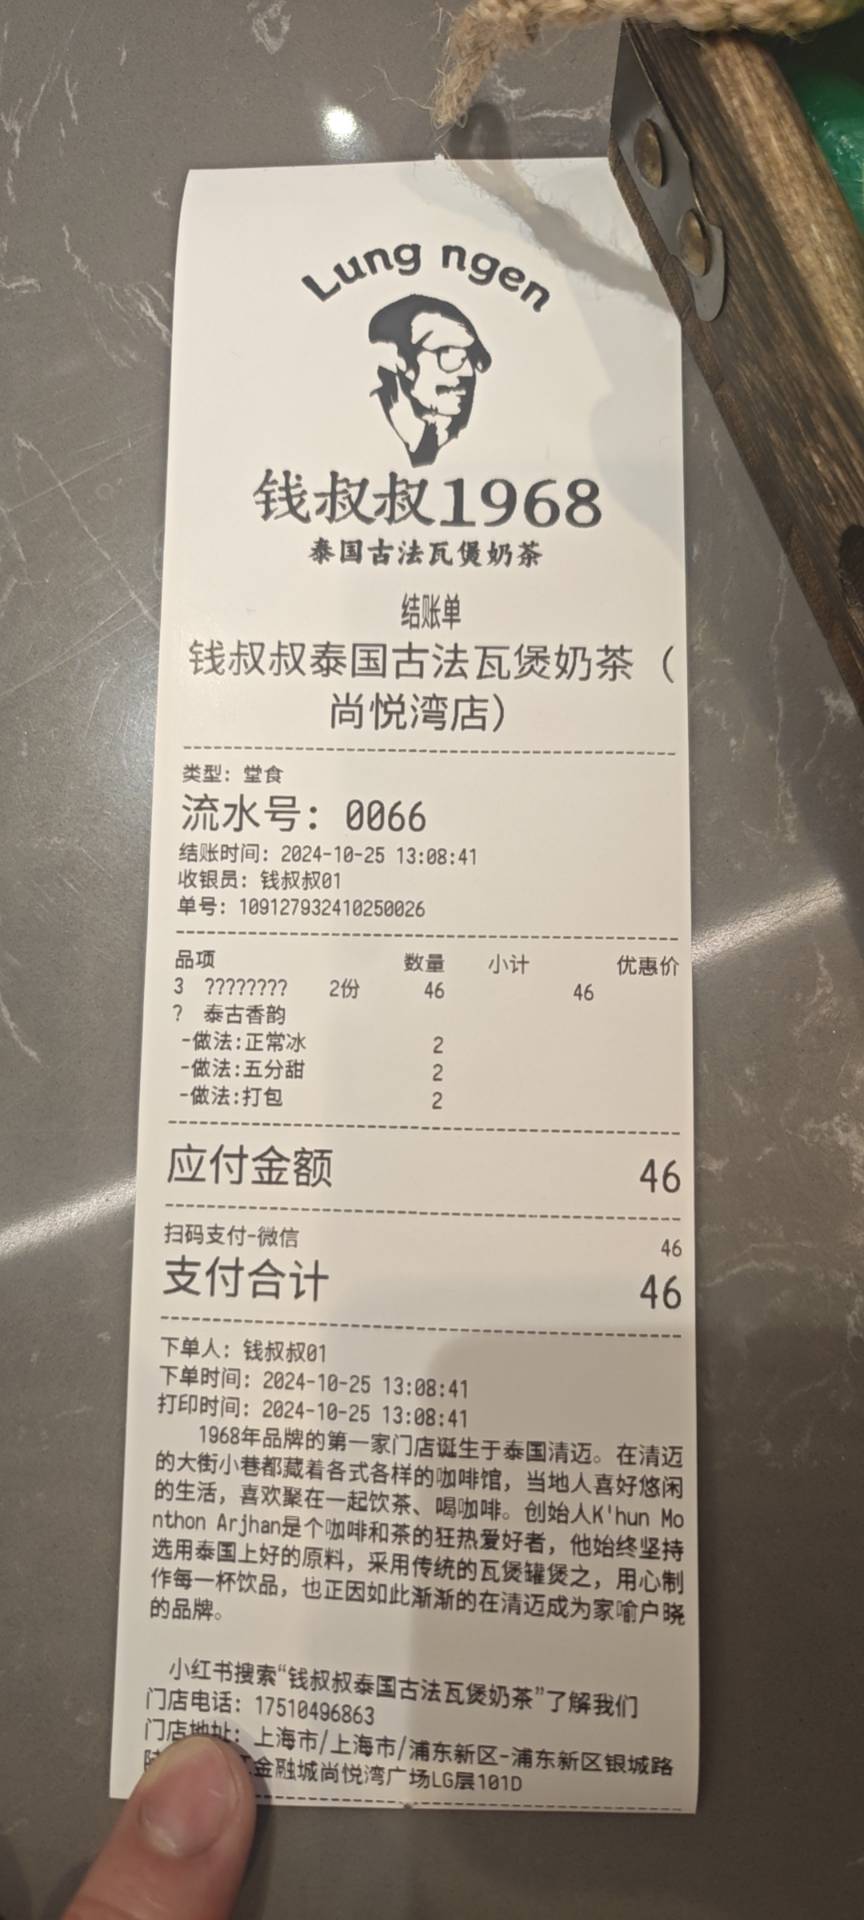 Lung ngen
钱叔叔1968
泰国古法瓦煲奶茶
结账单
钱叔叔泰国古法瓦煲奶茶（
尚悦湾店）
类型: 堂食
流水号: 0066
结账时间: 2024-10-25 13:08:41
收银员: 钱叔叔01
单号: 109127932410250026
品项 数量 小计 优惠价
3 ???????? 2份 46 46
? 泰古香韵
-做法:正常冰 2
-做法:五分甜 2
-做法:打包 2
应付金额 46
扫码支付-微信 46
支付合计 46
下单人: 钱叔叔01
下单时间: 2024-10-25 13:08:41
打印时间: 2024-10-25 13:08:41
1968年品牌的第一家门店诞生于泰国清迈。在清迈
的大街小巷都藏着各式各样的咖啡馆，当地人喜好悠闲
的生活，喜欢聚在一起饮茶、喝咖啡。创始人K'hun Mo
nthon Arjhan是个咖啡和茶的狂热爱好者，他始终坚持
选用泰国上好的原料，采用传统的瓦煲罐煲之，用心制
作每一杯饮品，也正因如此渐渐的在清迈成为家喻户晓
的品牌。
小红书搜索“钱叔叔泰国古法瓦煲奶茶”了解我们
门店电话: 17510496863
门店地址: 上海市/上海市/浦东新区-浦东新区银城路
金融城尚悦湾广场LG层101D